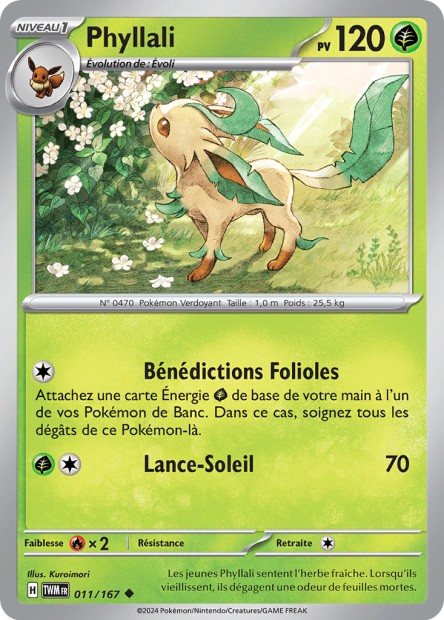 NIVEAU 1
Phyllali
PV 120
Évolution de : Évoli
N° 0470 Pokémon Verdoyant Taille : 1,0 m Poids : 25,5 kg
Bénédictions Folioles
Attachez une carte Énergie de base de votre main à l'un
de vos Pokémon de Banc. Dans ce cas, soignez tous les
dégâts de ce Pokémon-là.
Lance-Soleil 70
Faiblesse ×2 Résistance Retraite
Illus. Kuroimori
H TWM FR 011/167
Les jeunes Phyllali sentent l'herbe fraîche. Lorsqu'ils
vieillissent, ils dégagent une odeur de feuilles mortes.
©2024 Pokémon/Nintendo/Creatures/GAME FREAK